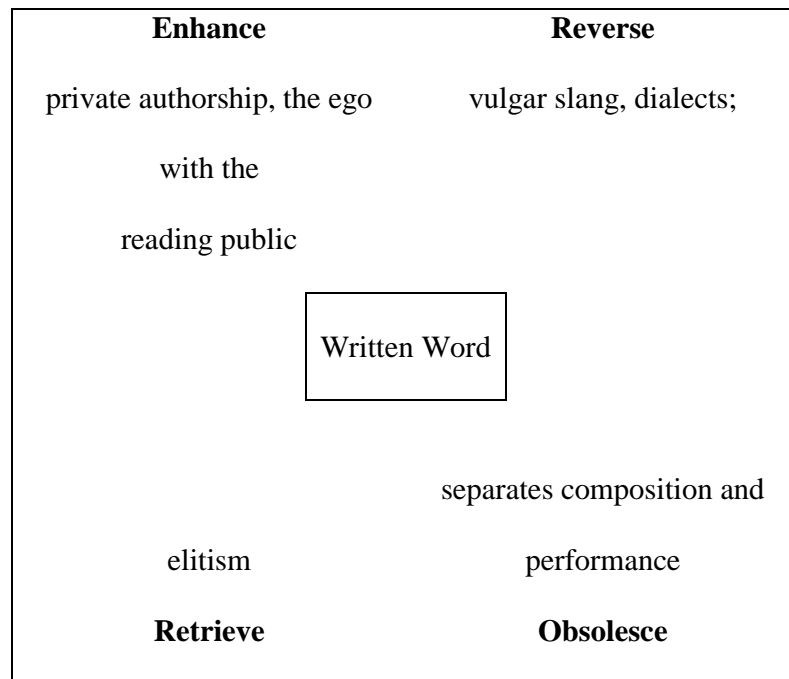 Enhance
Reverse
private authorship, the ego
with the
reading public
vulgar slang, dialects;
Written Word
elitism
Retrieve
separates composition and
performance
Obsolesce